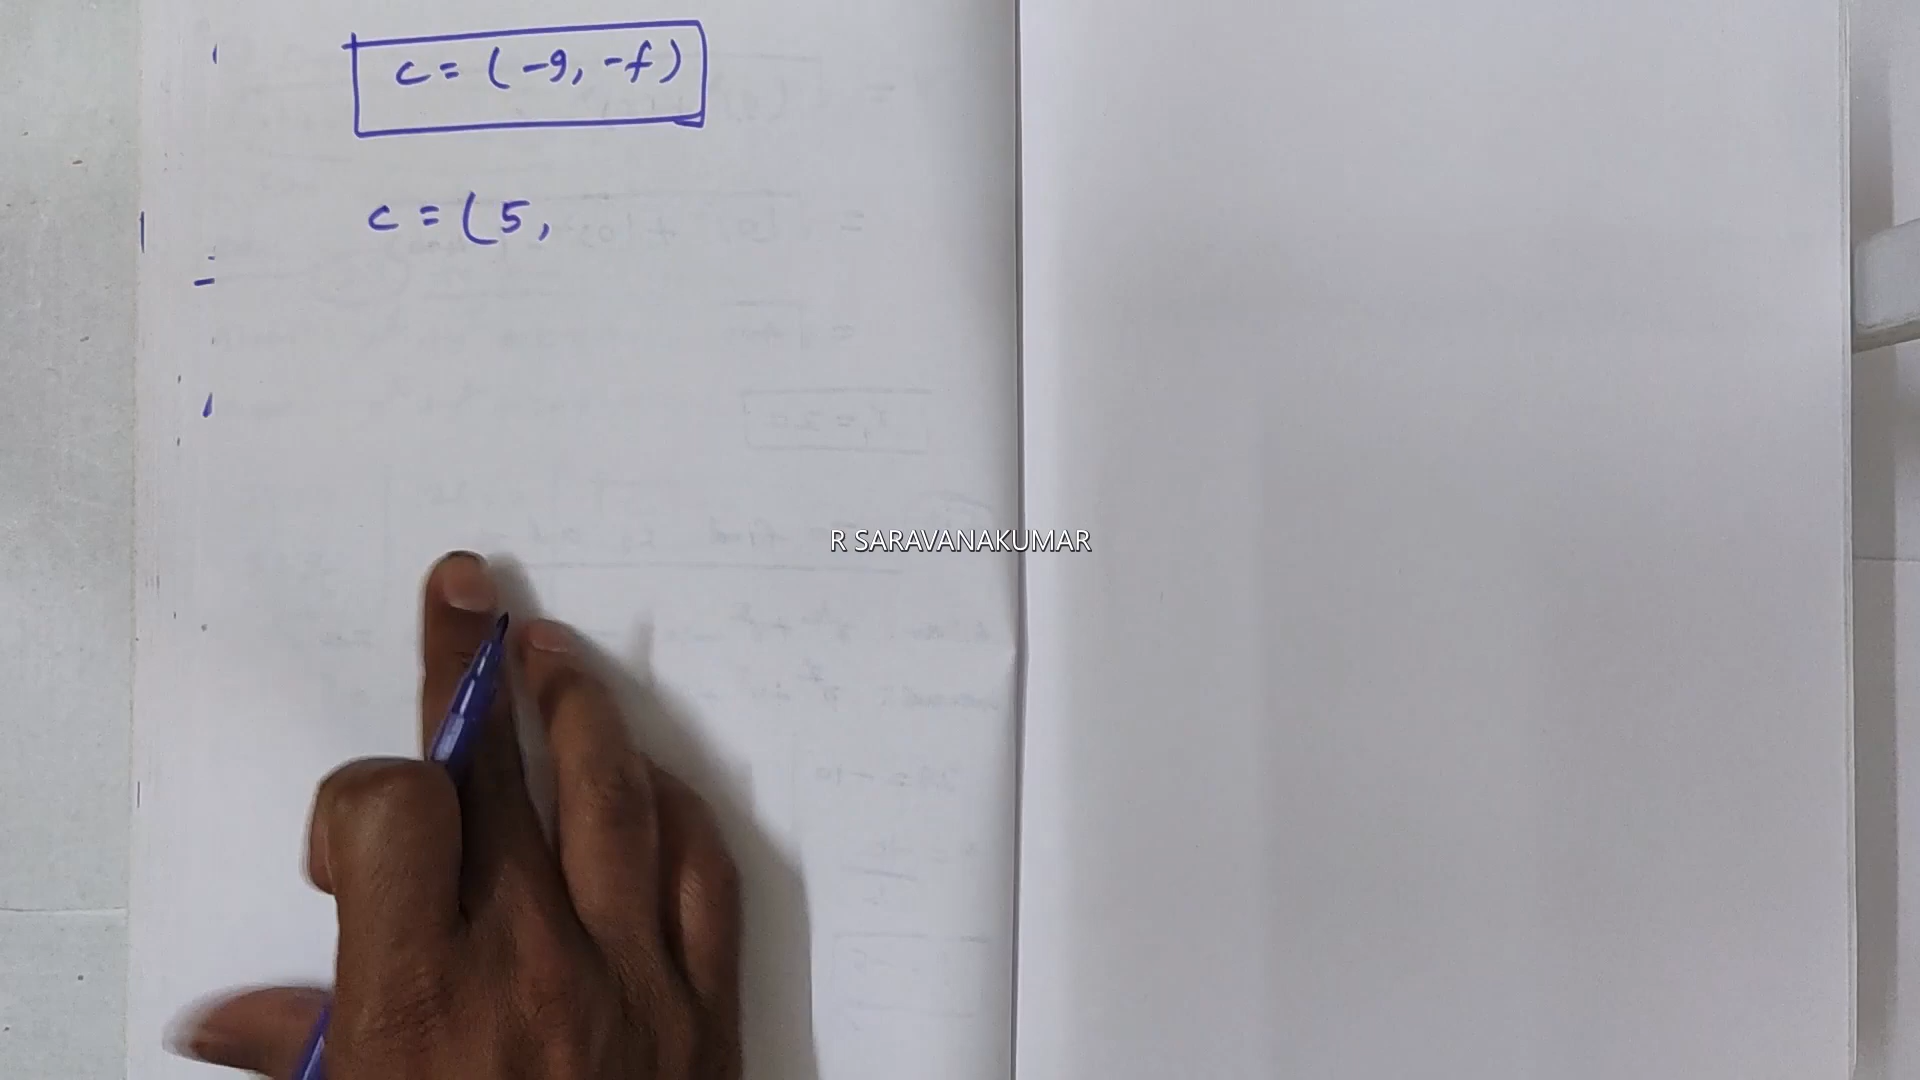 c = (-g, -f)
c = ( 5,
R SARAVANAKUMAR